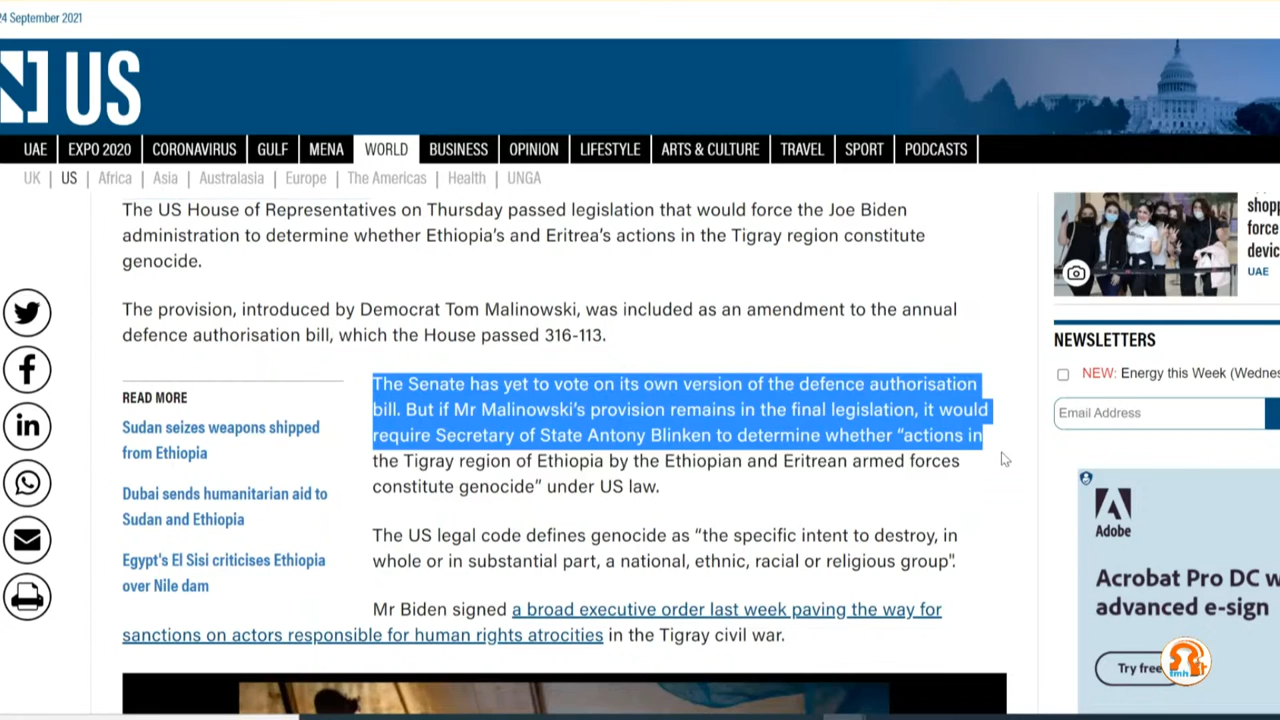 24 September 2021
US
UAE
EXPO 2020
CORONAVIRUS
GULF
MENA
WORLD
BUSINESS
OPINION
LIFESTYLE
ARTS & CULTURE
TRAVEL
SPORT
PODCASTS
UK | US | Africa | Asia | Australasia | Europe | The Americas | Health | UNGA
The US House of Representatives on Thursday passed legislation that would force the Joe Biden
administration to determine whether Ethiopia's and Eritrea's actions in the Tigray region constitute
genocide.
The provision, introduced by Democrat Tom Malinowski, was included as an amendment to the annual
defence authorisation bill, which the House passed 316-113.
READ MORE
Sudan seizes weapons shipped
from Ethiopia
Dubai sends humanitarian aid to
Sudan and Ethiopia
Egypt's El Sisi criticises Ethiopia
over Nile dam
The Senate has yet to vote on its own version of the defence authorisation
bill. But if Mr Malinowski's provision remains in the final legislation, it would
require Secretary of State Antony Blinken to determine whether “actions in
the Tigray region of Ethiopia by the Ethiopian and Eritrean armed forces
constitute genocide” under US law.
The US legal code defines genocide as “the specific intent to destroy, in
whole or in substantial part, a national, ethnic, racial or religious group”.
Mr Biden signed a broad executive order last week paving the way for
sanctions on actors responsible for human rights atrocities in the Tigray civil war.
shopp
force
devic
UAE
NEWSLETTERS
NEW: Energy this Week (Wednes
Email Address
Adobe
Acrobat Pro DC w
advanced e-sign
Try free
tmh